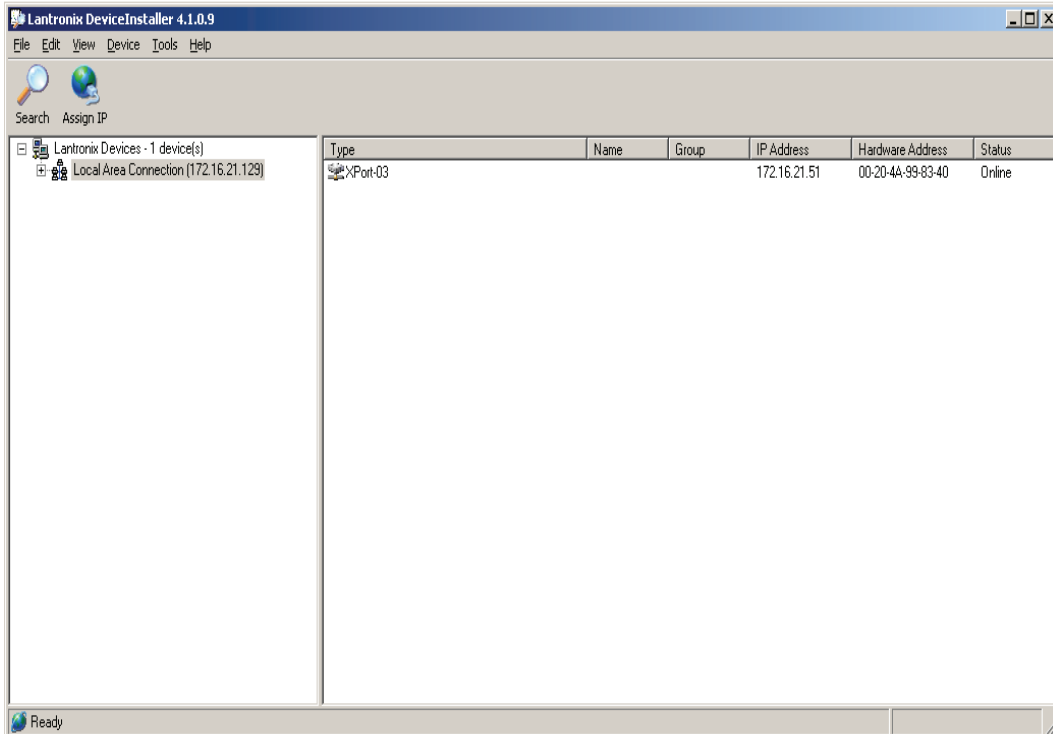 Lantronix DeviceInstaller 4.1.0.9
File Edit View Device Tools Help
Search Assign IP
Lantronix Devices - 1 device(s)
Local Area Connection (172.16.21.129)
Type Name Group IP Address Hardware Address Status
XPort-03 172.16.21.51 00-20-4A-99-83-40 Online
Ready